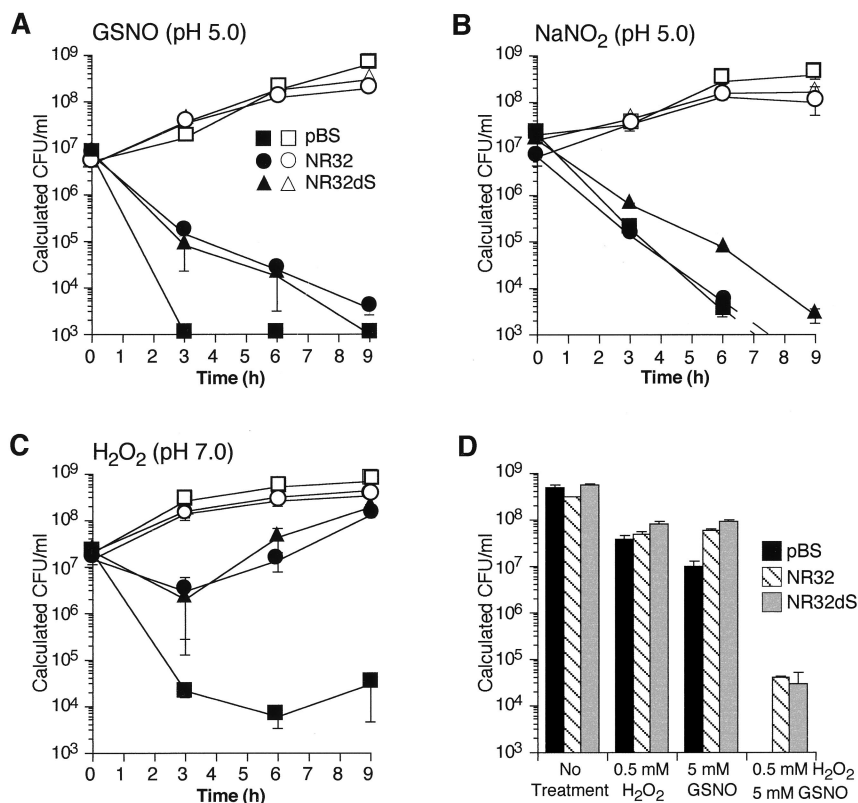 A
GSNO (pH 5.0)
Calculated CFU/ml
10⁹
10⁸
10⁷
10⁶
10⁵
10⁴
10³
pBS
NR32
NR32dS
0 1 2 3 4 5 6 7 8 9
Time (h)
B
NaNO₂ (pH 5.0)
Calculated CFU/ml
10⁹
10⁸
10⁷
10⁶
10⁵
10⁴
10³
0 1 2 3 4 5 6 7 8 9
Time (h)
C
H₂O₂ (pH 7.0)
Calculated CFU/ml
10⁹
10⁸
10⁷
10⁶
10⁵
10⁴
10³
0 1 2 3 4 5 6 7 8 9
Time (h)
D
Calculated CFU/ml
10⁹
10⁸
10⁷
10⁶
10⁵
10⁴
10³
pBS
NR32
NR32dS
No Treatment
0.5 mM H₂O₂
5 mM GSNO
0.5 mM H₂O₂
5 mM GSNO